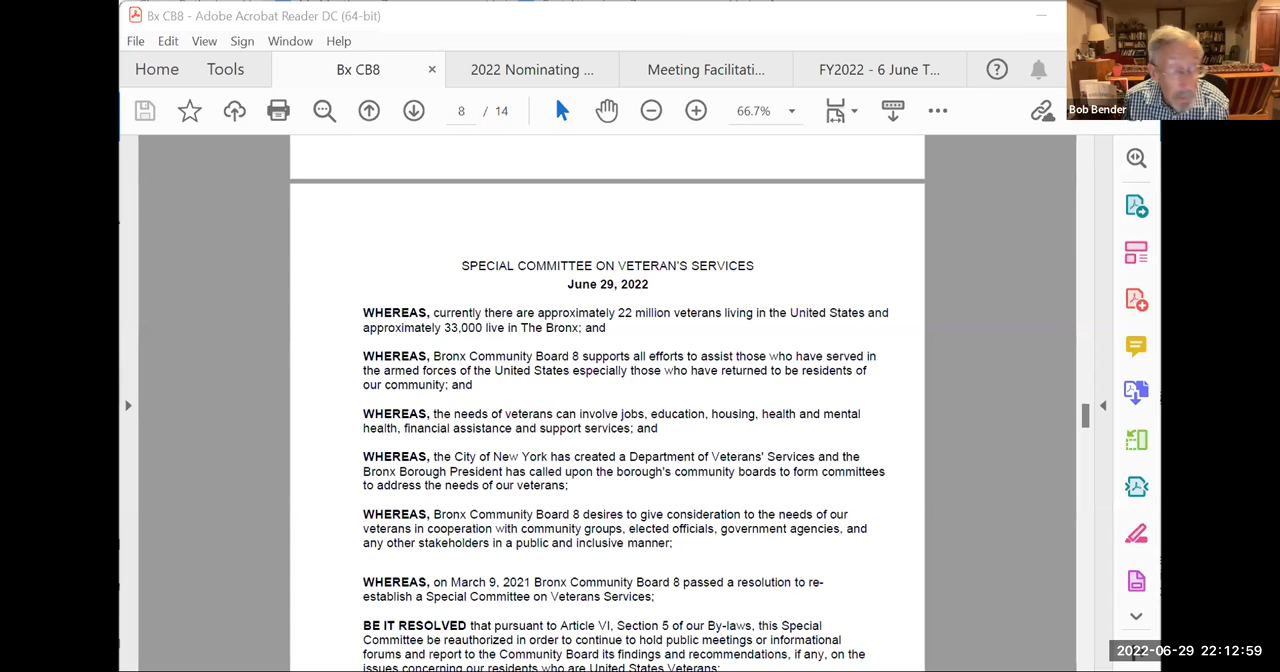 Bx CB8 - Adobe Acrobat Reader DC (64-bit)
File Edit View Sign Window Help
Home Tools Bx CB8 × 2022 Nominating ... Meeting Facilitati... FY2022 - 6 June T...
8 / 14 66.7%
Bob Bender
SPECIAL COMMITTEE ON VETERAN'S SERVICES
June 29, 2022
WHEREAS, currently there are approximately 22 million veterans living in the United States and
approximately 33,000 live in The Bronx; and
WHEREAS, Bronx Community Board 8 supports all efforts to assist those who have served in
the armed forces of the United States especially those who have returned to be residents of
our community; and
WHEREAS, the needs of veterans can involve jobs, education, housing, health and mental
health, financial assistance and support services; and
WHEREAS, the City of New York has created a Department of Veterans' Services and the
Bronx Borough President has called upon the borough's community boards to form committees
to address the needs of our veterans;
WHEREAS, Bronx Community Board 8 desires to give consideration to the needs of our
veterans in cooperation with community groups, elected officials, government agencies, and
any other stakeholders in a public and inclusive manner;
WHEREAS, on March 9, 2021 Bronx Community Board 8 passed a resolution to re-
establish a Special Committee on Veterans Services;
BE IT RESOLVED that pursuant to Article VI, Section 5 of our By-laws, this Special
Committee be reauthorized in order to continue to hold public meetings or informational
forums and report to the Community Board its findings and recommendations, if any, on the
issues concerning our residents who are United States Veterans;
2022-06-29 22:12:59